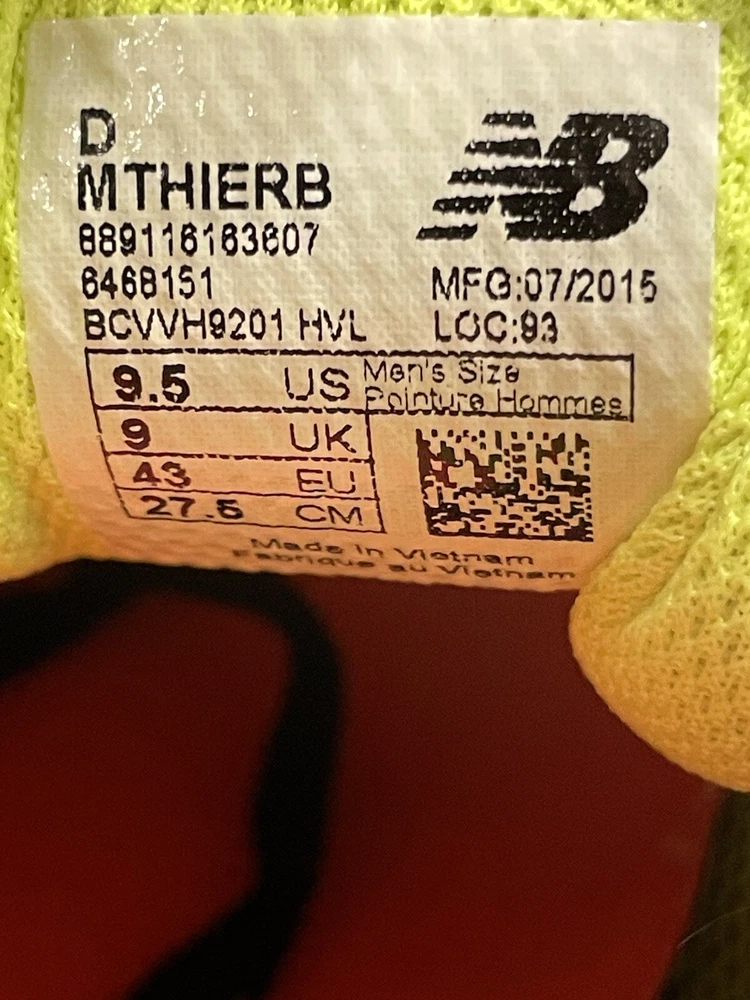 D
MTHIERB
NB
889116163607
6468151
MFG:07/2015
BCVVH9201 HVL
LOC:93
9.5 US Men's Size
Pointure Hommes
9 UK
43 EU
27.5 CM
Made in Vietnam
Fabriqué au Vietnam